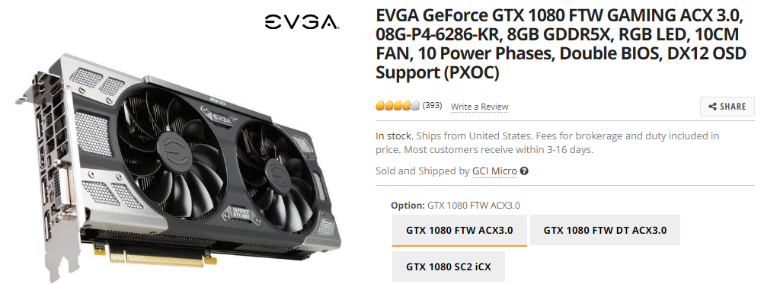 EVGA
EVGA
GEFORCE
GTX 1080
EVGA GeForce GTX 1080 FTW GAMING ACX 3.0,
08G-P4-6286-KR, 8GB GDDR5X, RGB LED, 10CM
FAN, 10 Power Phases, Double BIOS, DX12 OSD
Support (PXOC)
(393) Write a Review
SHARE
In stock. Ships from United States. Fees for brokerage and duty included in
price. Most customers receive within 3-16 days.
Sold and Shipped by GCI Micro ?
Option: GTX 1080 FTW ACX3.0
GTX 1080 FTW ACX3.0
GTX 1080 FTW DT ACX3.0
GTX 1080 SC2 iCX